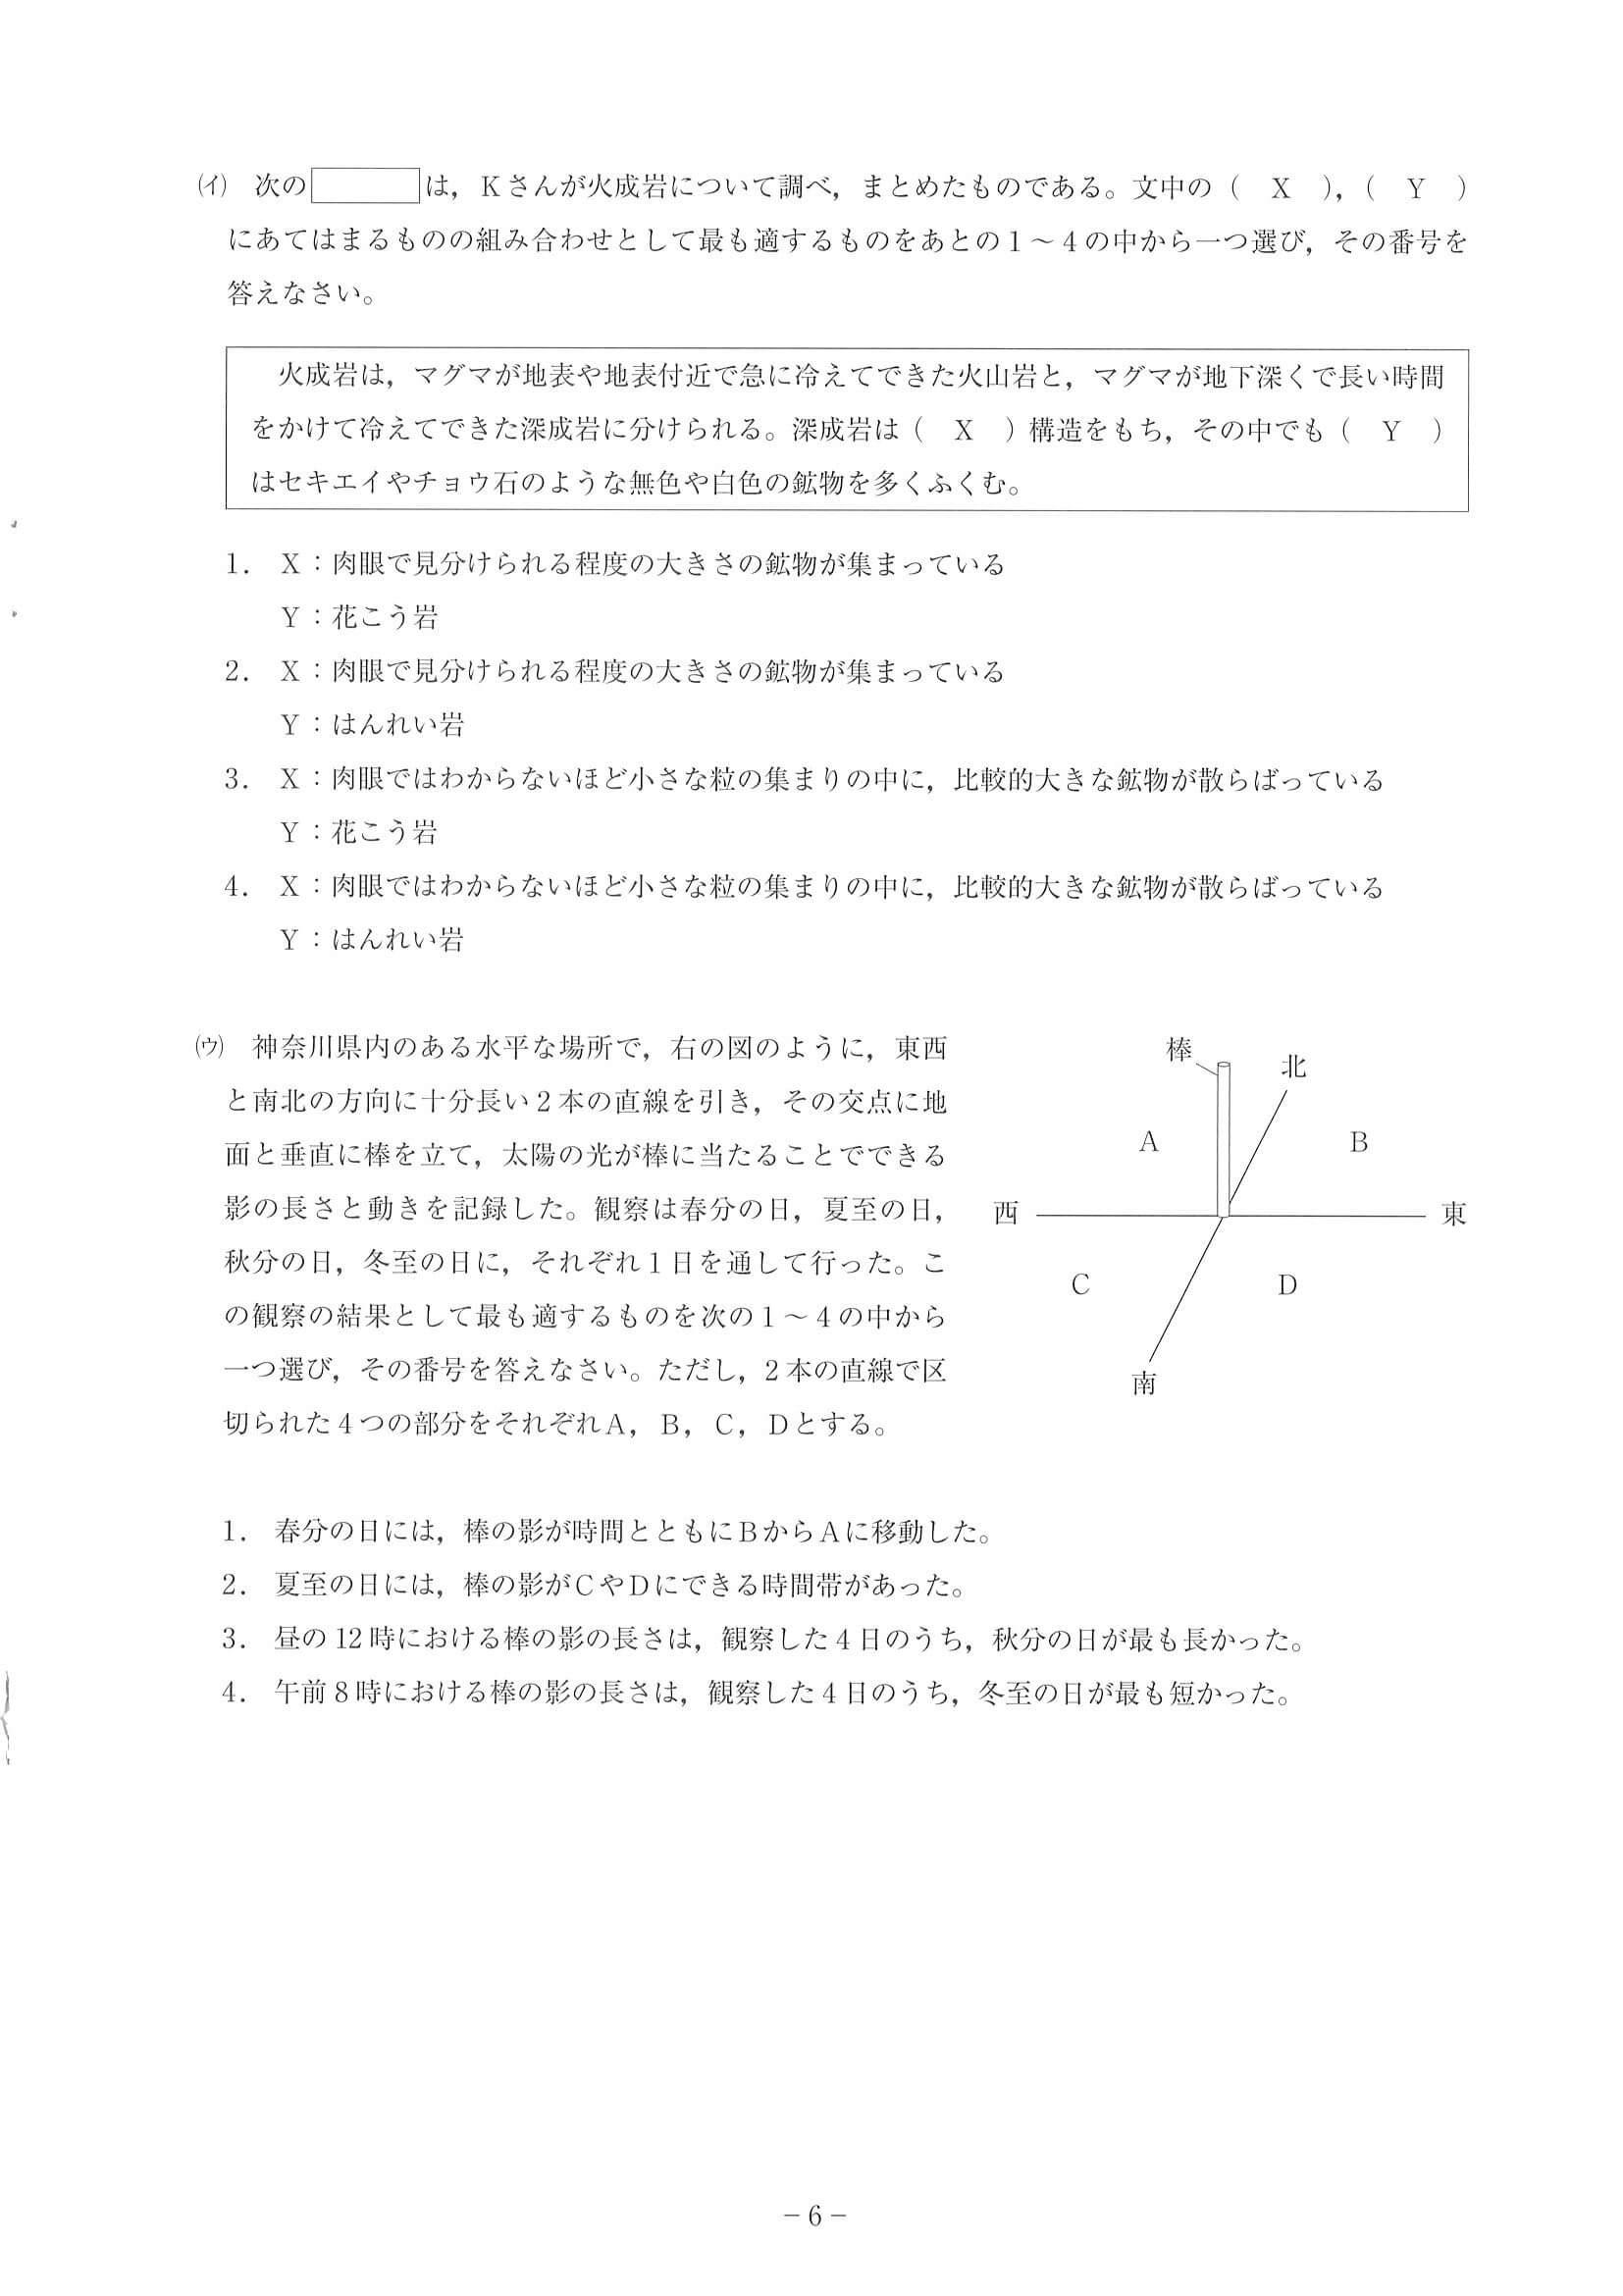 (イ) 次の　　　　は，Ｋさんが火成岩について調べ，まとめたものである。文中の（　Ｘ　），（　Ｙ　）
にあてはまるものの組み合わせとして最も適するものをあとの１～４の中から一つ選び，その番号を
答えなさい。
火成岩は，マグマが地表や地表付近で急に冷えてできた火山岩と，マグマが地下深くで長い時間
をかけて冷えてできた深成岩に分けられる。深成岩は（　Ｘ　）構造をもち，その中でも（　Ｙ　）
はセキエイやチョウ石のような無色や白色の鉱物を多くふくむ。
1．　Ｘ：肉眼で見分けられる程度の大きさの鉱物が集まっている
Ｙ：花こう岩
2．　Ｘ：肉眼で見分けられる程度の大きさの鉱物が集まっている
Ｙ：はんれい岩
3．　Ｘ：肉眼ではわからないほど小さな粒の集まりの中に，比較的大きな鉱物が散らばっている
Ｙ：花こう岩
4．　Ｘ：肉眼ではわからないほど小さな粒の集まりの中に，比較的大きな鉱物が散らばっている
Ｙ：はんれい岩
(ウ) 神奈川県内のある水平な場所で，右の図のように，東西
と南北の方向に十分長い２本の直線を引き，その交点に地
面と垂直に棒を立て，太陽の光が棒に当たることでできる
影の長さと動きを記録した。観察は春分の日，夏至の日，
秋分の日，冬至の日に，それぞれ１日を通して行った。こ
の観察の結果として最も適するものを次の１～４の中から
一つ選び，その番号を答えなさい。ただし，２本の直線で区
切られた４つの部分をそれぞれＡ，Ｂ，Ｃ，Ｄとする。
棒
北
Ａ
Ｂ
西
東
Ｃ
Ｄ
南
1．　春分の日には，棒の影が時間とともにＢからＡに移動した。
2．　夏至の日には，棒の影がＣやＤにできる時間帯があった。
3．　昼の12時における棒の影の長さは，観察した４日のうち，秋分の日が最も長かった。
4．　午前８時における棒の影の長さは，観察した４日のうち，冬至の日が最も短かった。
－6－